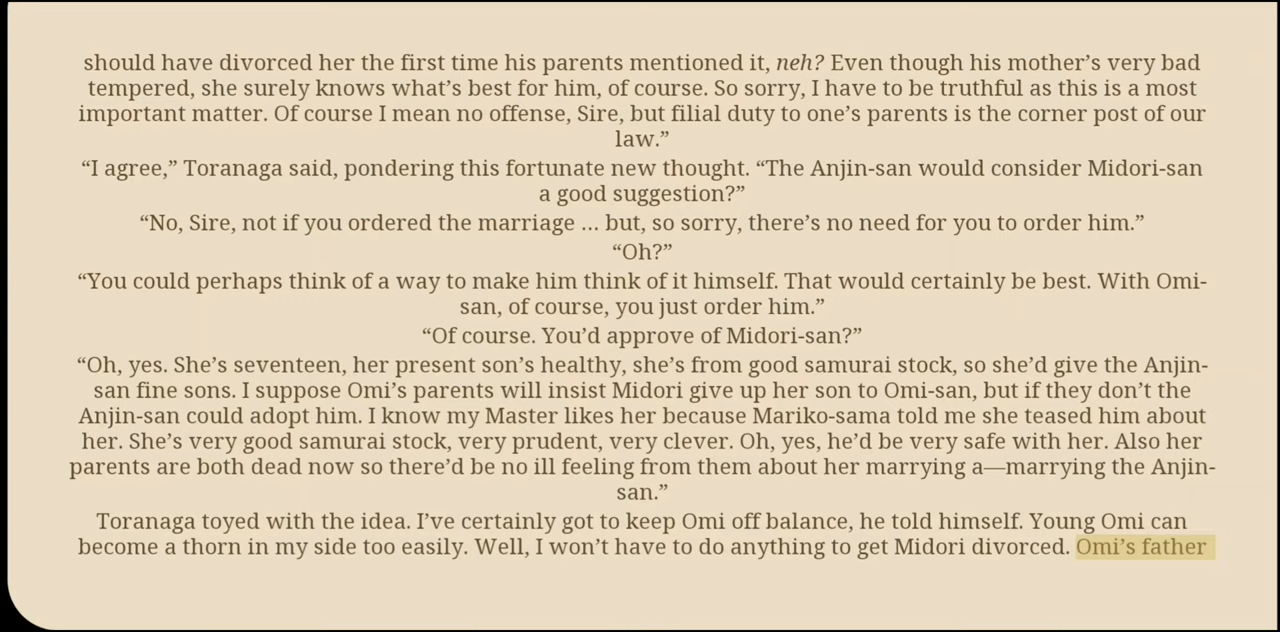 should have divorced her the first time his parents mentioned it, neh? Even though his mother’s very bad
tempered, she surely knows what’s best for him, of course. So sorry, I have to be truthful as this is a most
important matter. Of course I mean no offense, Sire, but filial duty to one’s parents is the corner post of our
law.”
“I agree,” Toranaga said, pondering this fortunate new thought. “The Anjin-san would consider Midori-san
a good suggestion?”
“No, Sire, not if you ordered the marriage … but, so sorry, there’s no need for you to order him.”
“Oh?”
“You could perhaps think of a way to make him think of it himself. That would certainly be best. With Omi-
san, of course, you just order him.”
“Of course. You’d approve of Midori-san?”
“Oh, yes. She’s seventeen, her present son’s healthy, she’s from good samurai stock, so she’d give the Anjin-
san fine sons. I suppose Omi’s parents will insist Midori give up her son to Omi-san, but if they don’t the
Anjin-san could adopt him. I know my Master likes her because Mariko-sama told me she teased him about
her. She’s very good samurai stock, very prudent, very clever. Oh, yes, he’d be very safe with her. Also her
parents are both dead now so there’d be no ill feeling from them about her marrying a—marrying the Anjin-
san.”
Toranaga toyed with the idea. I’ve certainly got to keep Omi off balance, he told himself. Young Omi can
become a thorn in my side too easily. Well, I won’t have to do anything to get Midori divorced. Omi’s father